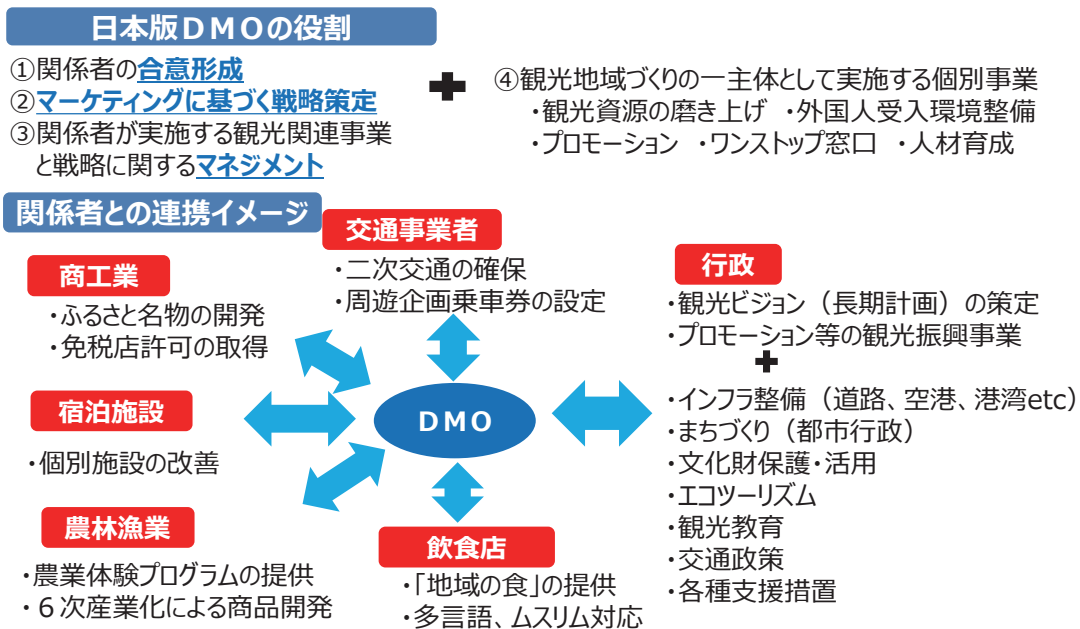 日本版DMOの役割
①関係者の合意形成
②マーケティングに基づく戦略策定
③関係者が実施する観光関連事業
と戦略に関するマネジメント
+
④観光地域づくりの一主体として実施する個別事業
・観光資源の磨き上げ ・外国人受入環境整備
・プロモーション ・ワンストップ窓口 ・人材育成
関係者との連携イメージ
交通事業者
・二次交通の確保
・周遊企画乗車券の設定
商工業
・ふるさと名物の開発
・免税店許可の取得
宿泊施設
・個別施設の改善
農林漁業
・農業体験プログラムの提供
・6次産業化による商品開発
DMO
飲食店
・「地域の食」の提供
・多言語、ムスリム対応
行政
・観光ビジョン（長期計画）の策定
・プロモーション等の観光振興事業
+
・インフラ整備（道路、空港、港湾etc）
・まちづくり（都市行政）
・文化財保護・活用
・エコツーリズム
・観光教育
・交通政策
・各種支援措置